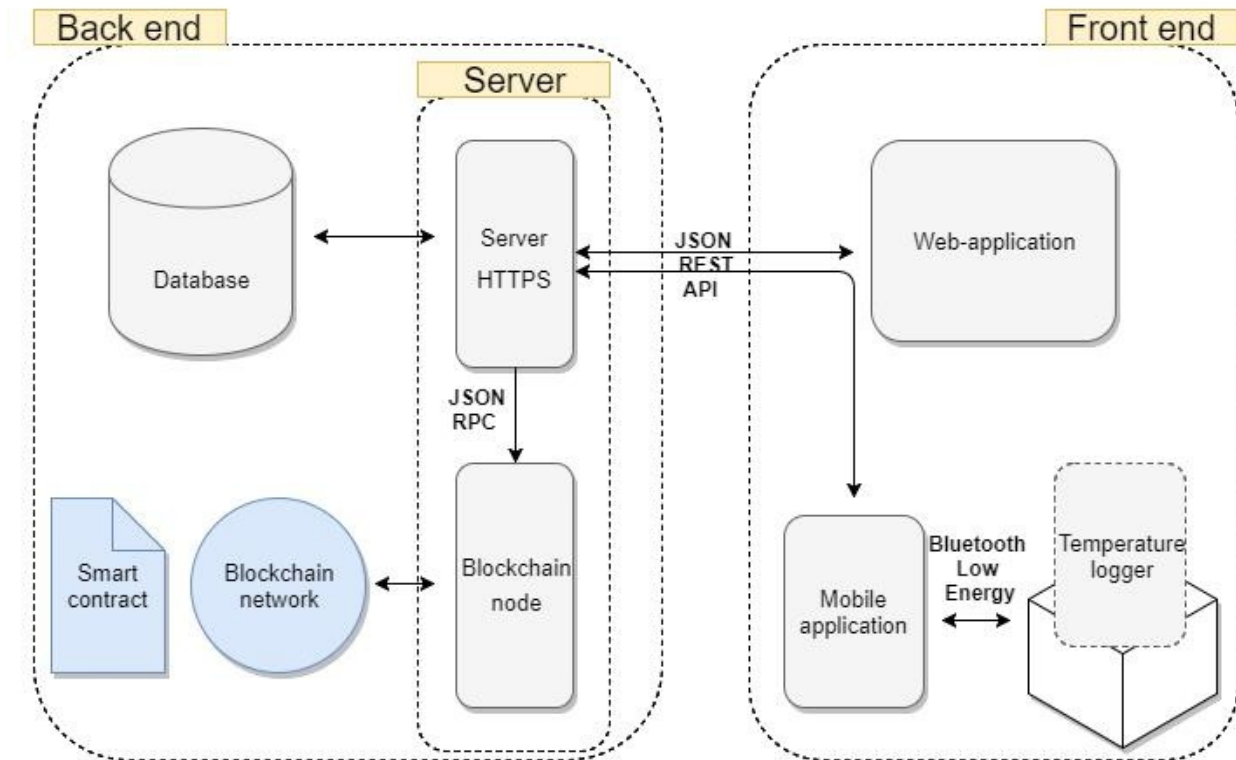 Back end
Front end
Server
Database
Server
HTTPS
JSON
REST
API
Web-application
JSON
RPC
Smart
contract
Blockchain
network
Blockchain
node
Mobile
application
Bluetooth
Low
Energy
Temperature
logger